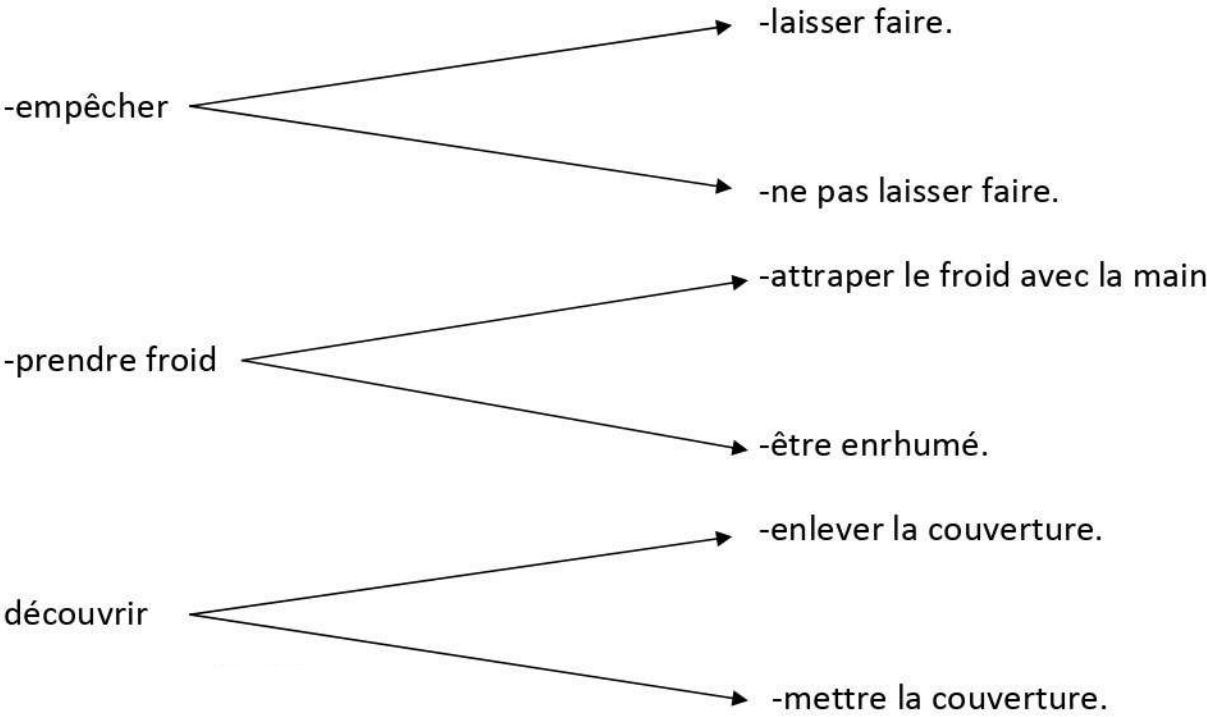 -laisser faire.
-empêcher
-ne pas laisser faire.
-attraper le froid avec la main
-prendre froid
-être enrhumé.
-enlever la couverture.
découvrir
-mettre la couverture.